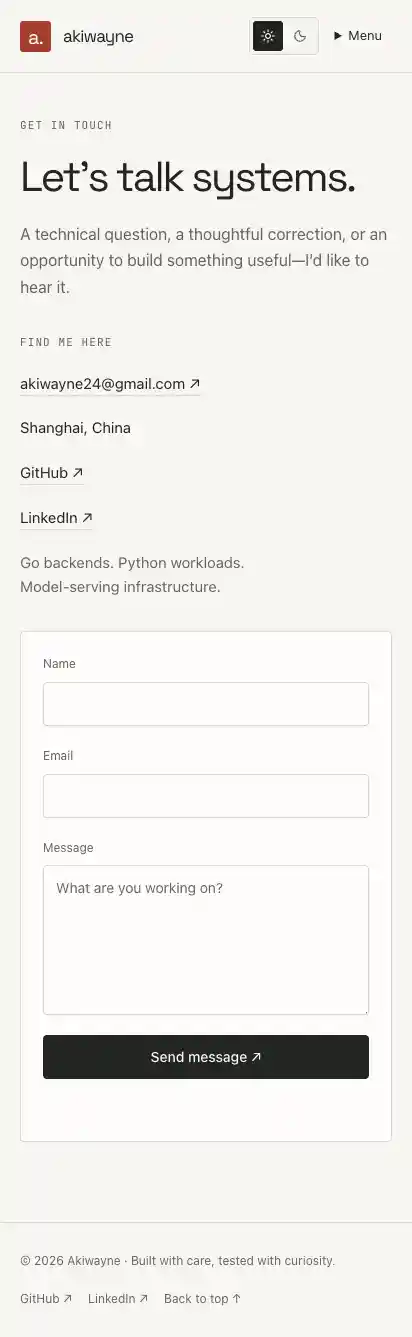 a. akiwayne ▶ Menu
GET IN TOUCH
Let's talk systems.
A technical question, a thoughtful correction, or an
opportunity to build something useful—I'd like to
hear it.
FIND ME HERE
akiwayne24@gmail.com ↗
Shanghai, China
GitHub ↗
LinkedIn ↗
Go backends. Python workloads.
Model-serving infrastructure.
Name
Email
Message
What are you working on?
Send message ↗
© 2026 Akiwayne · Built with care, tested with curiosity.
GitHub ↗ LinkedIn ↗ Back to top ↑